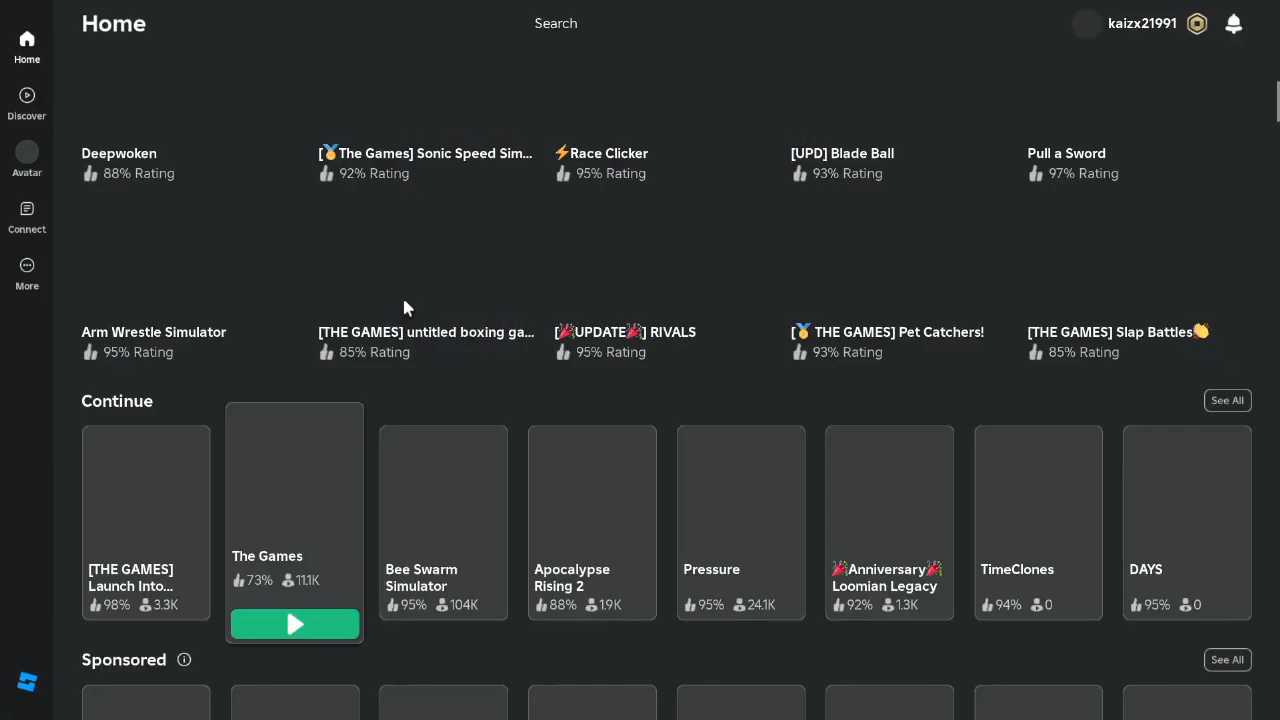 Home
Search
kaizx21991
Home
Discover
Avatar
Connect
More
Deepwoken
88% Rating
[🥇The Games] Sonic Speed Sim...
92% Rating
⚡Race Clicker
95% Rating
[UPD] Blade Ball
93% Rating
Pull a Sword
97% Rating
Arm Wrestle Simulator
95% Rating
[THE GAMES] untitled boxing ga...
85% Rating
[🎉UPDATE🎉] RIVALS
95% Rating
[🥇 THE GAMES] Pet Catchers!
93% Rating
[THE GAMES] Slap Battles👏
85% Rating
Continue
See All
[THE GAMES]
Launch Into...
98% 3.3K
The Games
73% 11.1K
Bee Swarm
Simulator
95% 104K
Apocalypse
Rising 2
88% 1.9K
Pressure
95% 24.1K
🎉Anniversary🎉
Loomian Legacy
92% 1.3K
TimeClones
94% 0
DAYS
95% 0
Sponsored
See All